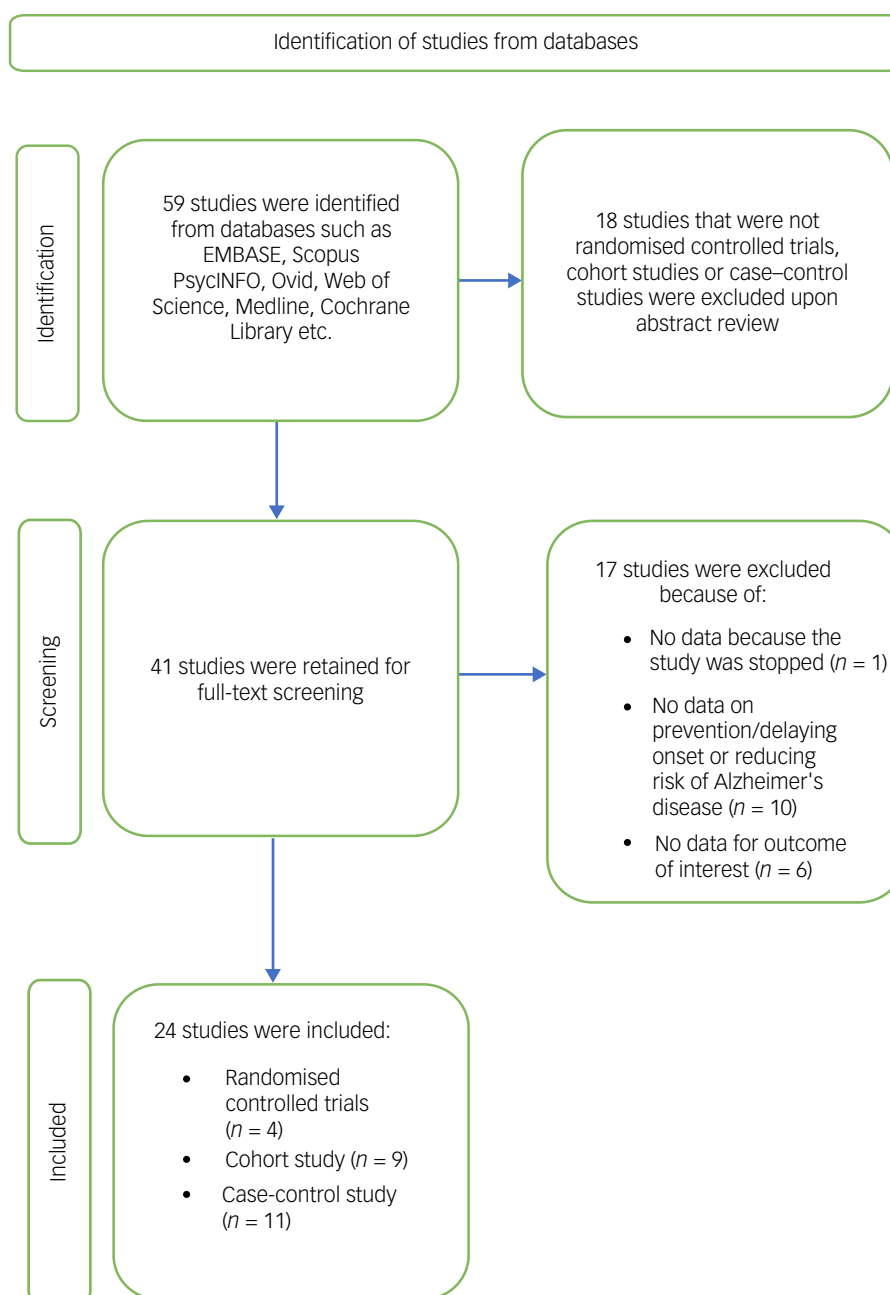 Identification of studies from databases
Identification
59 studies were identified
from databases such as
EMBASE, Scopus
PsycINFO, Ovid, Web of
Science, Medline, Cochrane
Library etc.
18 studies that were not
randomised controlled trials,
cohort studies or case–control
studies were excluded upon
abstract review
Screening
41 studies were retained for
full-text screening
17 studies were excluded
because of:
• No data because the
study was stopped (n = 1)
• No data on
prevention/delaying
onset or reducing
risk of Alzheimer's
disease (n = 10)
• No data for outcome
of interest (n = 6)
Included
24 studies were included:
• Randomised
controlled trials
(n = 4)
• Cohort study (n = 9)
• Case-control study
(n = 11)